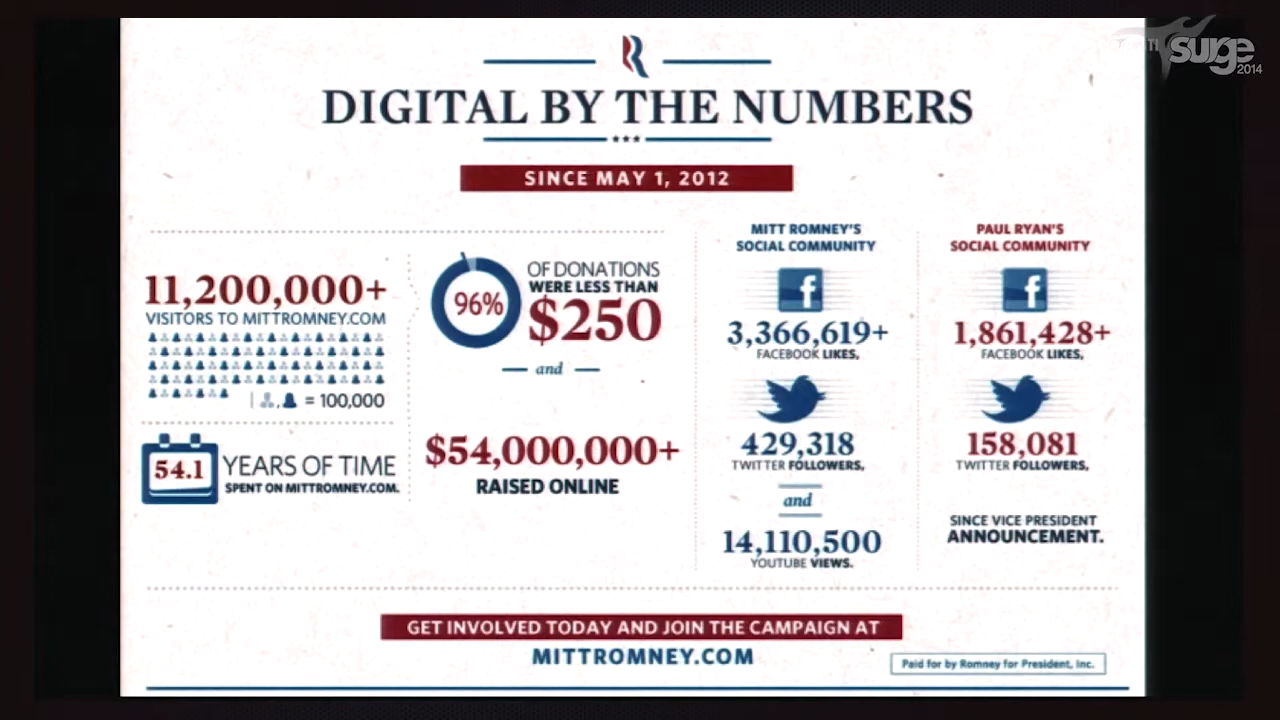 surge
2014
DIGITAL BY THE NUMBERS
SINCE MAY 1, 2012
11,200,000+
VISITORS TO MITTROMNEY.COM
= 100,000
54.1
YEARS OF TIME
SPENT ON MITTROMNEY.COM.
96%
OF DONATIONS
WERE LESS THAN
$250
and
$54,000,000+
RAISED ONLINE
MITT ROMNEY'S
SOCIAL COMMUNITY
3,366,619+
FACEBOOK LIKES,
429,318
TWITTER FOLLOWERS,
and
14,110,500
YOUTUBE VIEWS.
PAUL RYAN'S
SOCIAL COMMUNITY
1,861,428+
FACEBOOK LIKES,
158,081
TWITTER FOLLOWERS,
SINCE VICE PRESIDENT
ANNOUNCEMENT.
GET INVOLVED TODAY AND JOIN THE CAMPAIGN AT
MITTROMNEY.COM
Paid for by Romney for President, Inc.